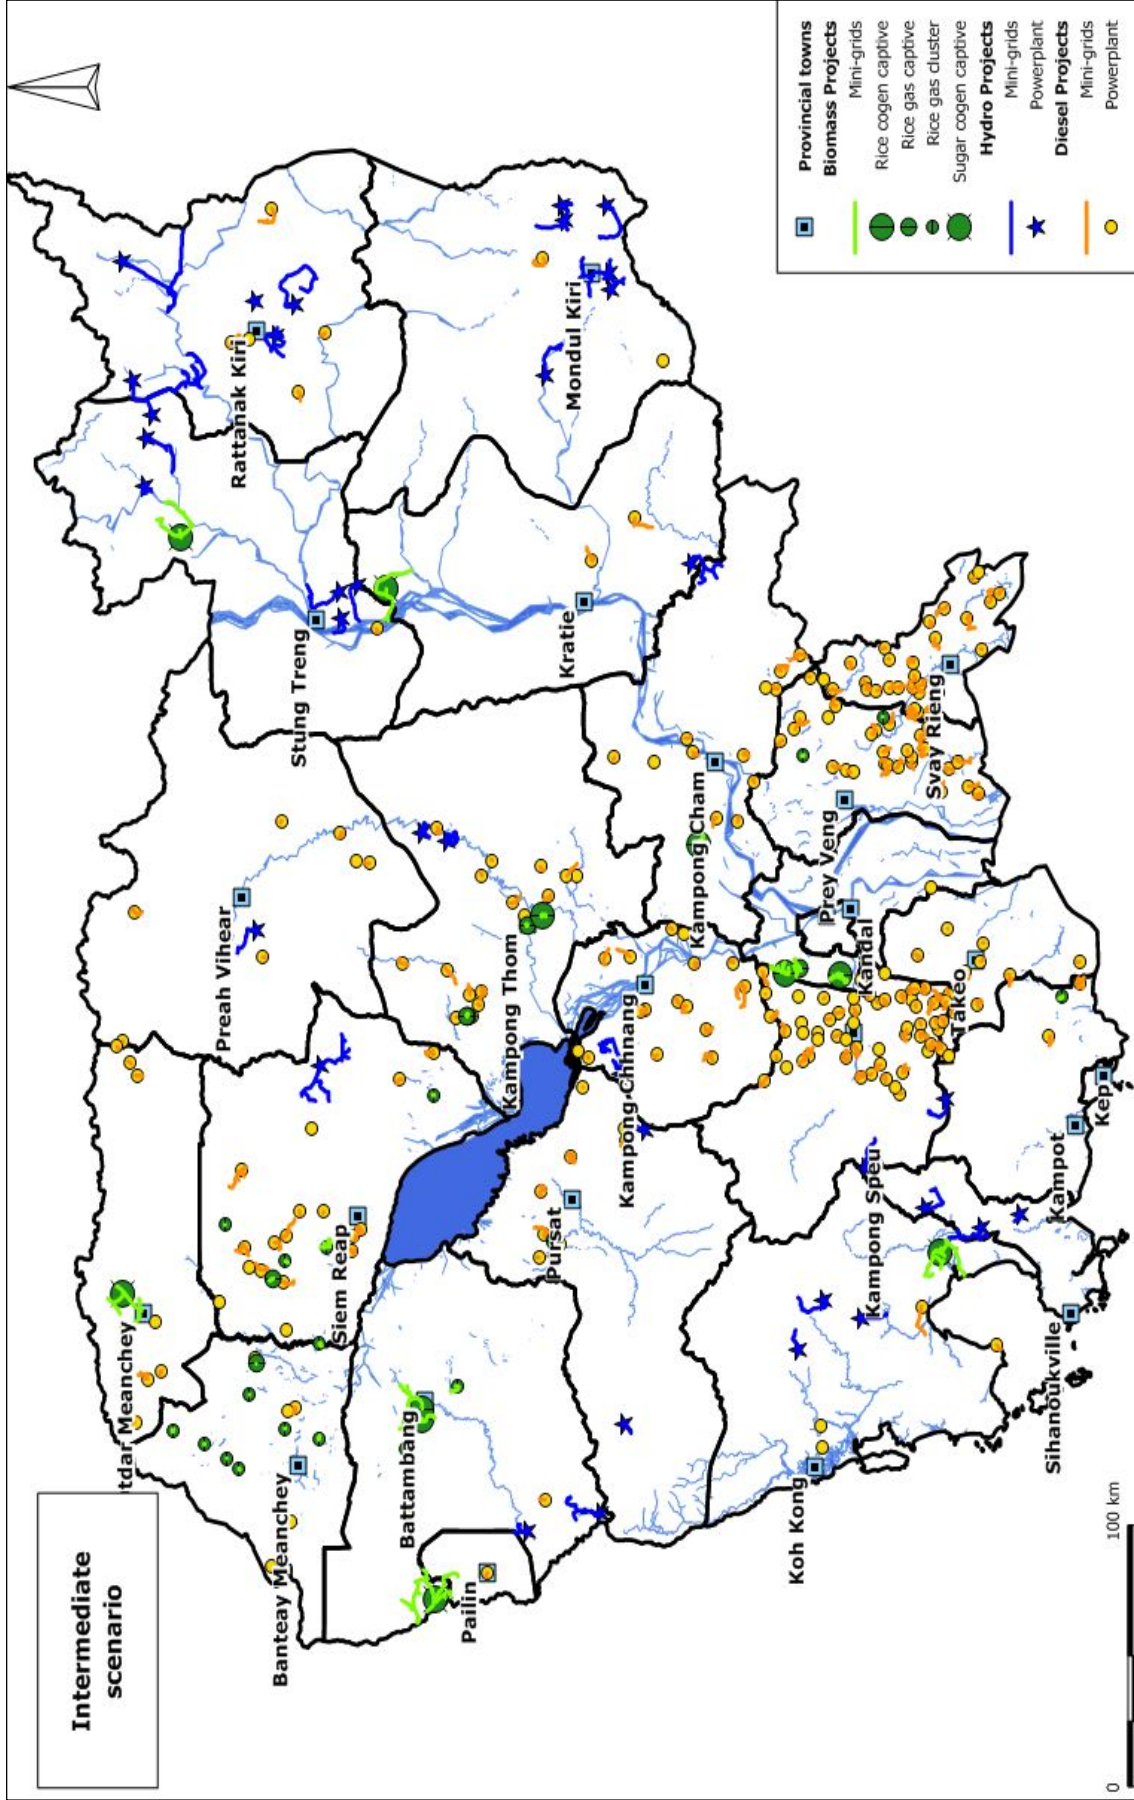 Intermediate
scenario
tdar Meanchey
Banteay Meanchey
Siem Reap
Preah Vihear
Stung Treng
Rattanak Kiri
Battambang
Pailin
Pursat
Kampong Thom
Kampong Chhnang
Kratie
Mondul Kiri
Kampong Cham
Koh Kong
Kampong Speu
Kandal
Prey Veng
Svay Rieng
Takeo
Sihanoukville
Kampot
Kep
Provincial towns
Biomass Projects
Mini-grids
Rice cogen captive
Rice gas captive
Rice gas cluster
Sugar cogen captive
Hydro Projects
Mini-grids
Powerplant
Diesel Projects
Mini-grids
Powerplant
0
100 km